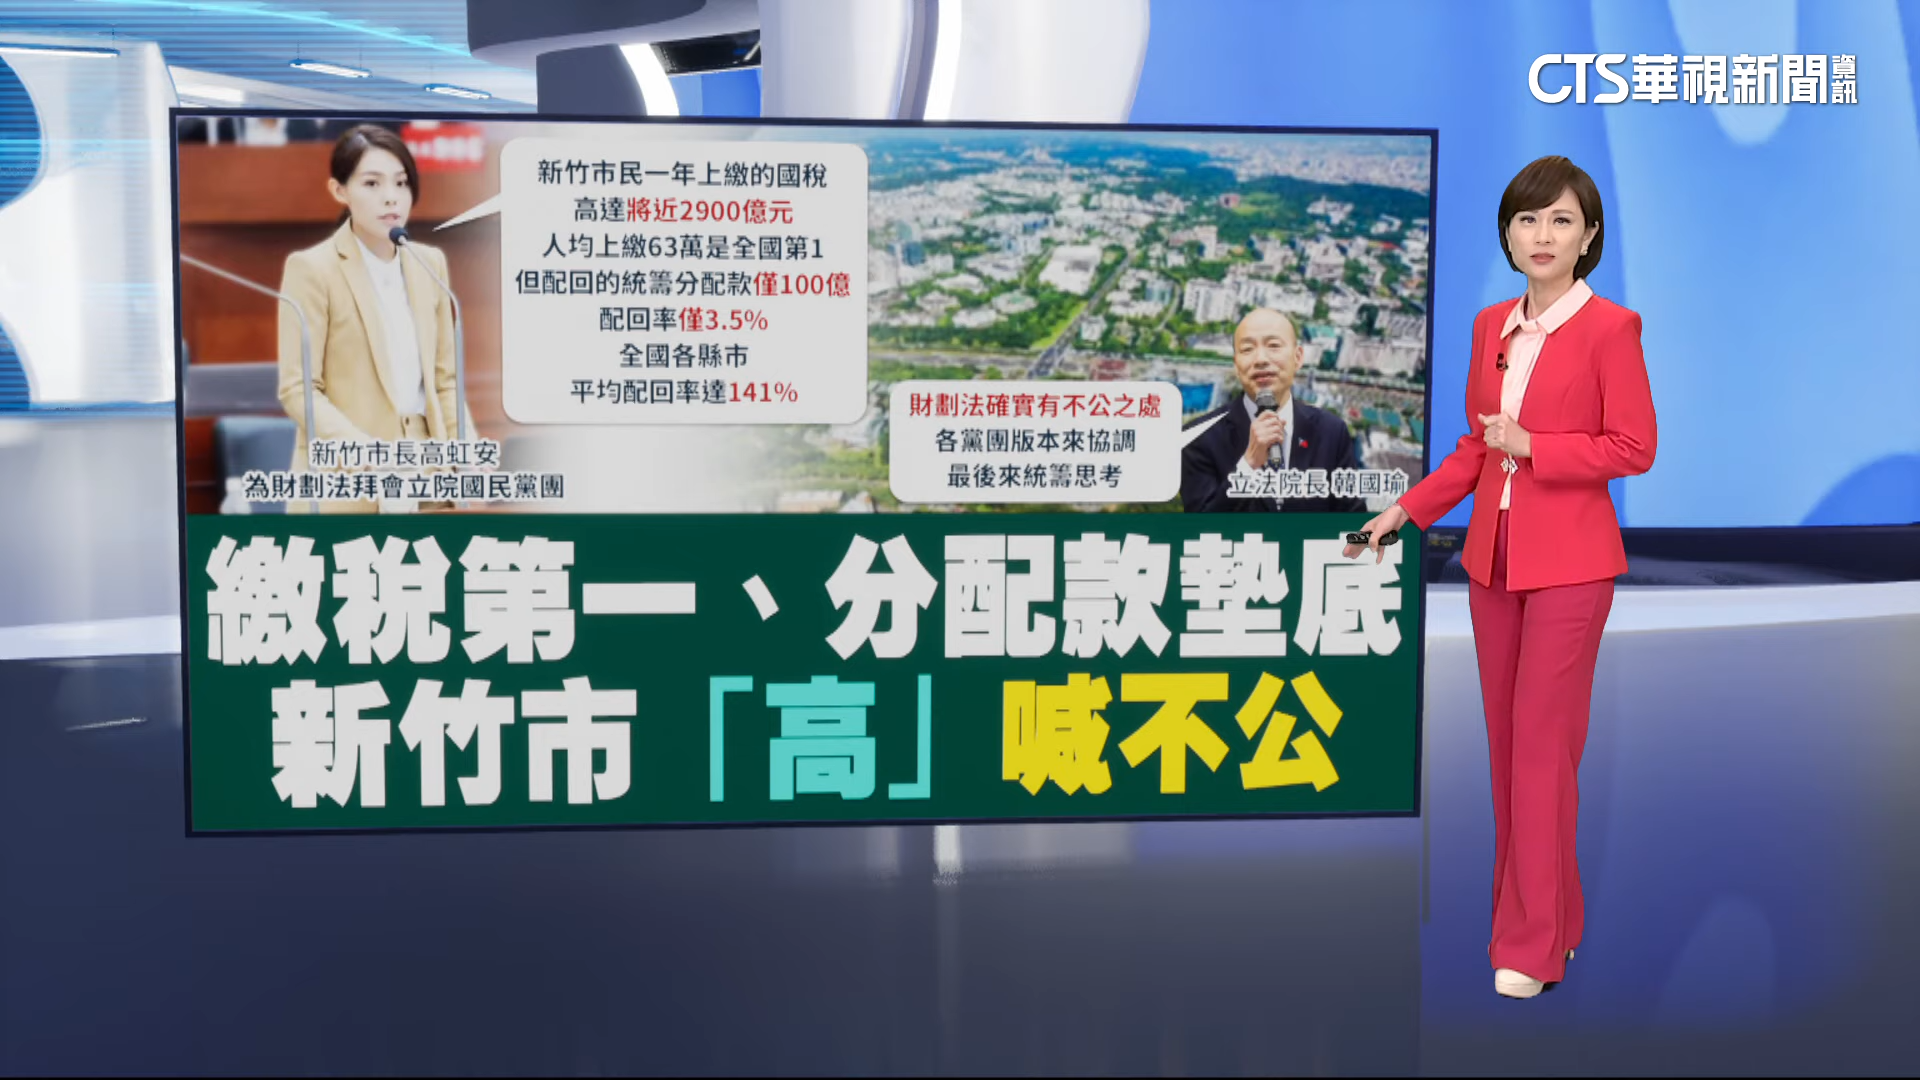 CTS華視新聞資訊
新竹市民一年上繳的國稅
高達將近2900億元
人均上繳63萬是全國第1
但配回的統籌分配款僅100億
配回率僅3.5%
全國各縣市
平均配回率達141%
新竹市長高虹安
為財劃法拜會立院國民黨團
財劃法確實有不公之處
各黨團版本來協調
最後來統籌思考
立法院長 韓國瑜
繳稅第一、分配款墊底
新竹市「高」喊不公